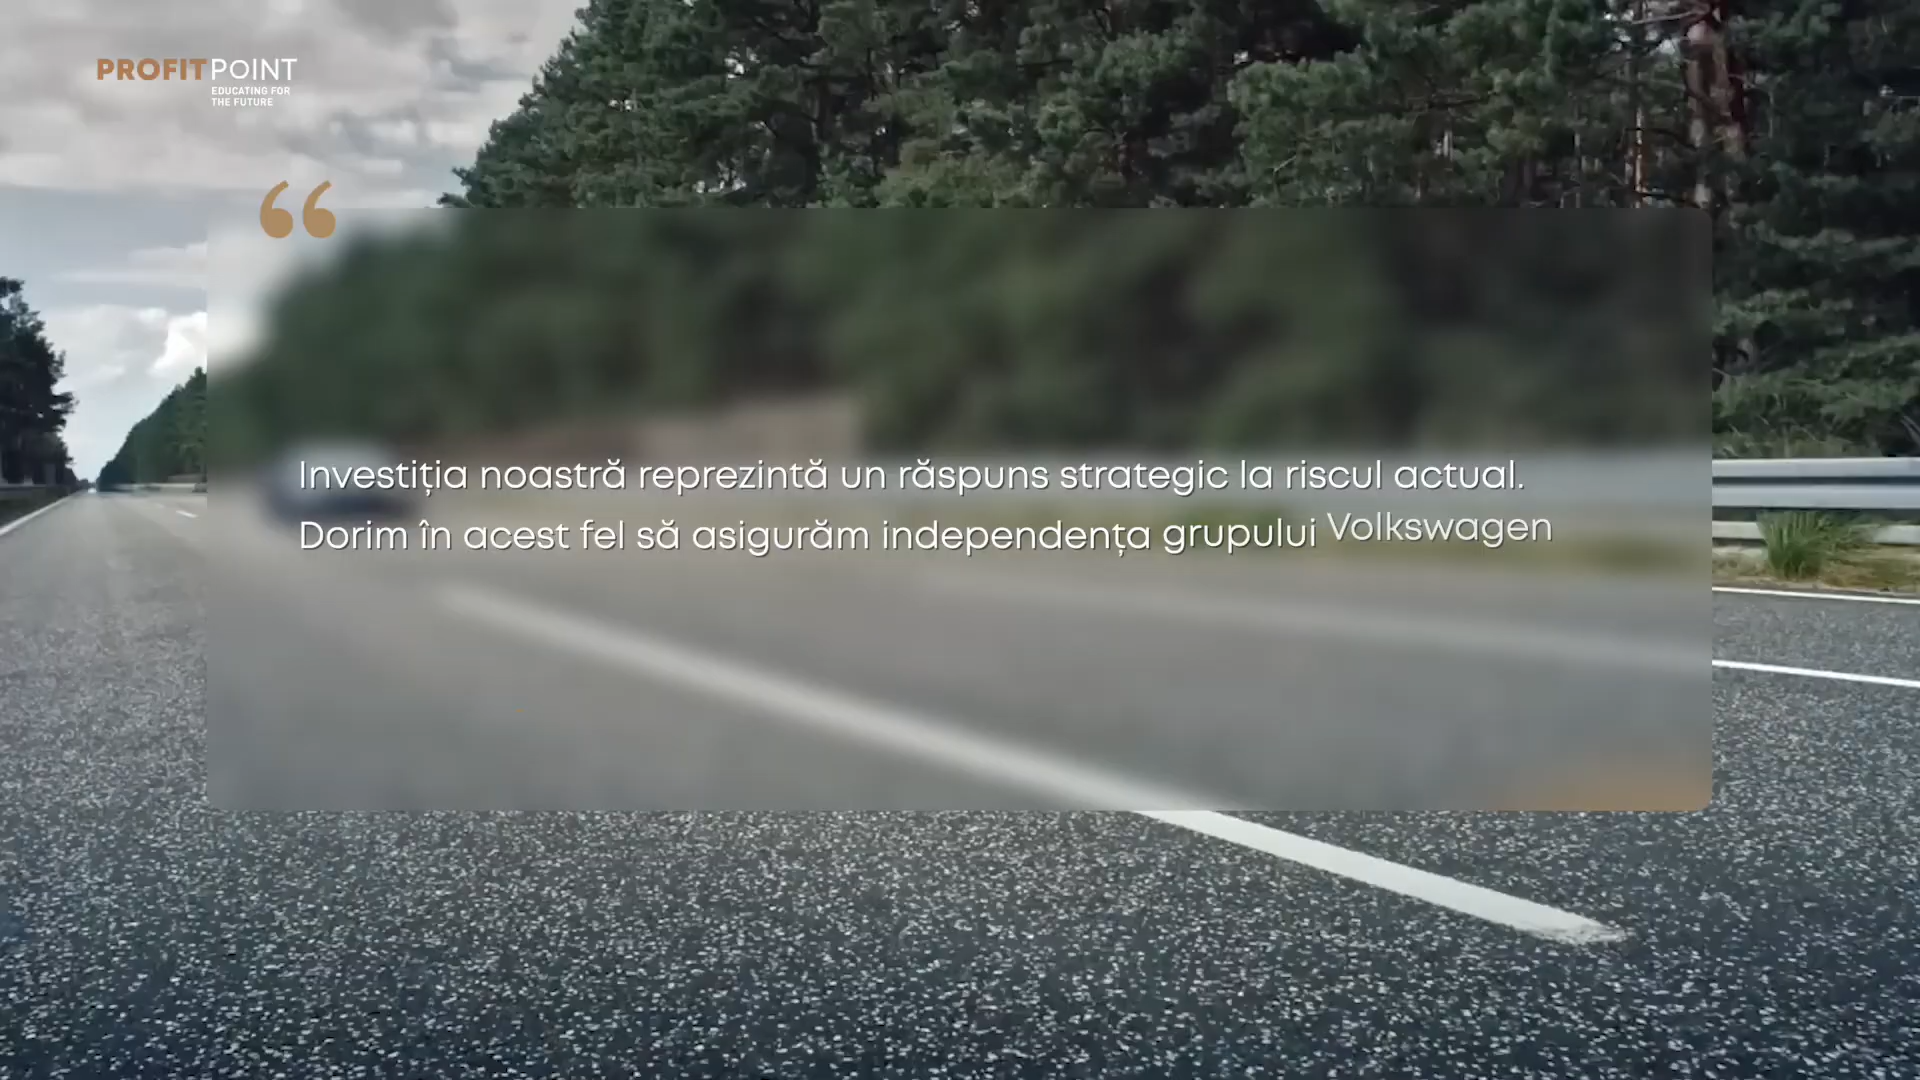 PROFITPOINT
EDUCATING FOR
THE FUTURE
“
Investiția noastră reprezintă un răspuns strategic la riscul actual.
Dorim în acest fel să asigurăm independența grupului Volkswagen